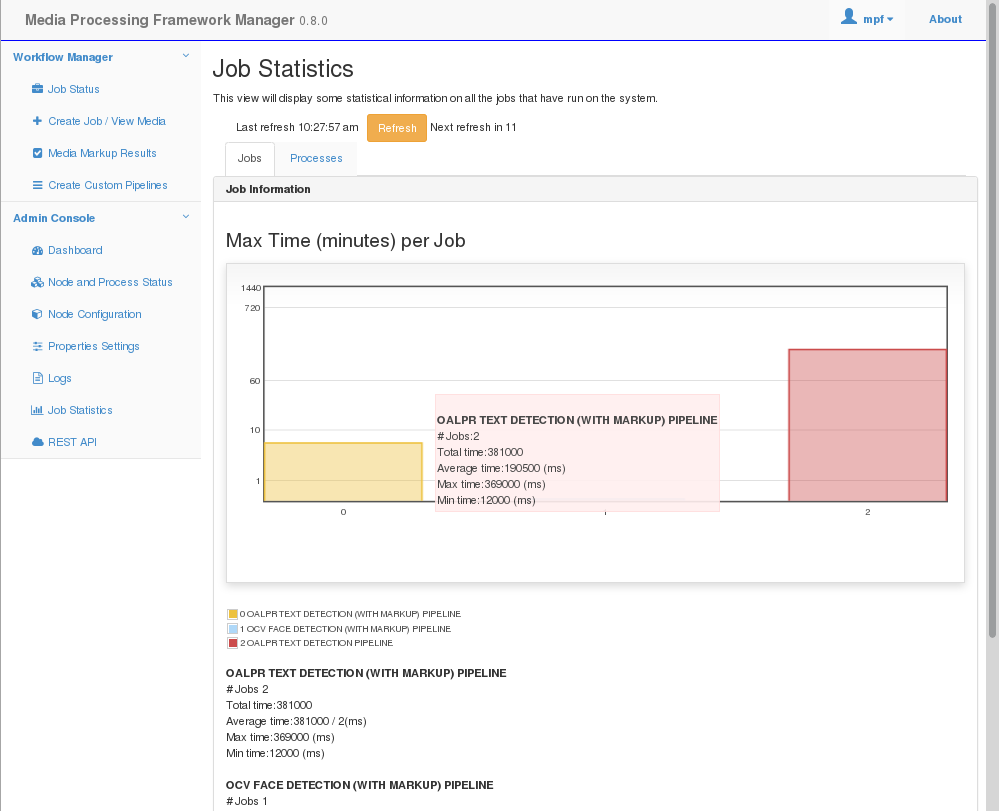 Media Processing Framework Manager 0.8.0
mpf
About
Workflow Manager
Job Status
Create Job / View Media
Media Markup Results
Create Custom Pipelines
Admin Console
Dashboard
Node and Process Status
Node Configuration
Properties Settings
Logs
Job Statistics
REST API
Job Statistics
This view will display some statistical information on all the jobs that have run on the system.
Last refresh 10:27:57 am Refresh Next refresh in 11
Jobs Processes
Job Information
Max Time (minutes) per Job
1440
720
60
10
1
0 2
OALPR TEXT DETECTION (WITH MARKUP) PIPELINE
# Jobs:2
Total time:381000
Average time:190500 (ms)
Max time:369000 (ms)
Min time:12000 (ms)
0 OALPR TEXT DETECTION (WITH MARKUP) PIPELINE
1 OCV FACE DETECTION (WITH MARKUP) PIPELINE
2 OALPR TEXT DETECTION PIPELINE
OALPR TEXT DETECTION (WITH MARKUP) PIPELINE
# Jobs 2
Total time:381000
Average time:381000 / 2(ms)
Max time:369000 (ms)
Min time:12000 (ms)
OCV FACE DETECTION (WITH MARKUP) PIPELINE
# Jobs 1